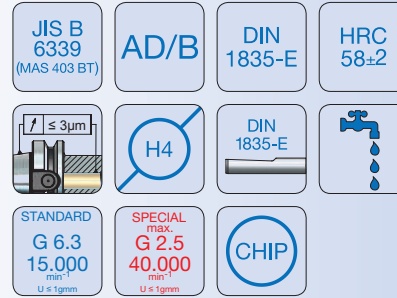 JIS B
6339
(MAS 403 BT)
AD/B
DIN
1835-E
HRC
58±2
↗ ≤ 3µm
H4
DIN
1835-E
STANDARD
G 6.3
15.000
min⁻¹
U ≤ 1gmm
SPECIAL
max.
G 2.5
40.000
min⁻¹
U ≤ 1gmm
CHIP